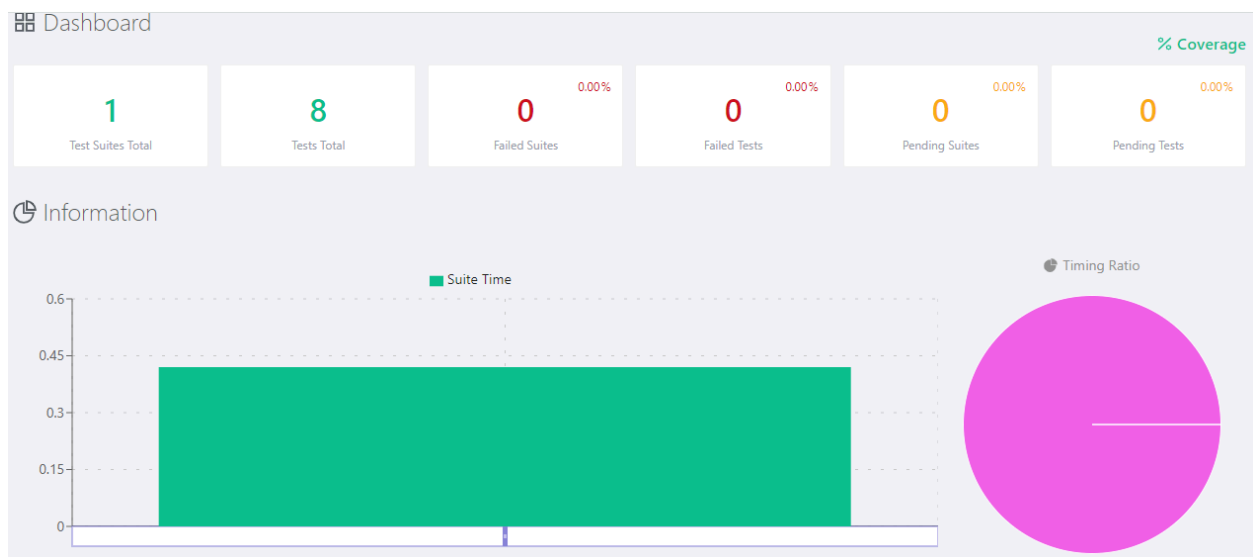 Dashboard
% Coverage
1
Test Suites Total
8
Tests Total
0.00%
0
Failed Suites
0.00%
0
Failed Tests
0.00%
0
Pending Suites
0.00%
0
Pending Tests
Information
Suite Time
0.6
0.45
0.3
0.15
0
Timing Ratio